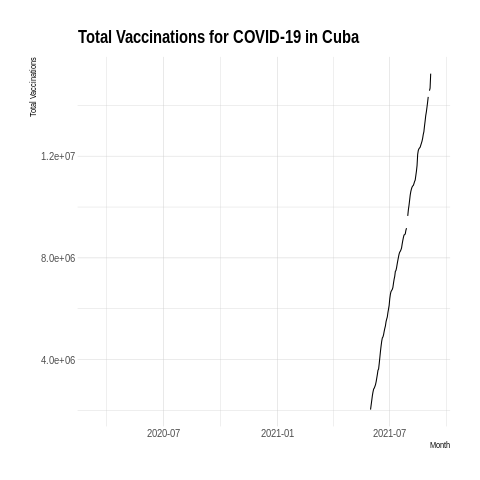 Total Vaccinations for COVID-19 in Cuba
Total Vaccinations
1.2e+07
8.0e+06
4.0e+06
2020-07
2021-01
2021-07
Month